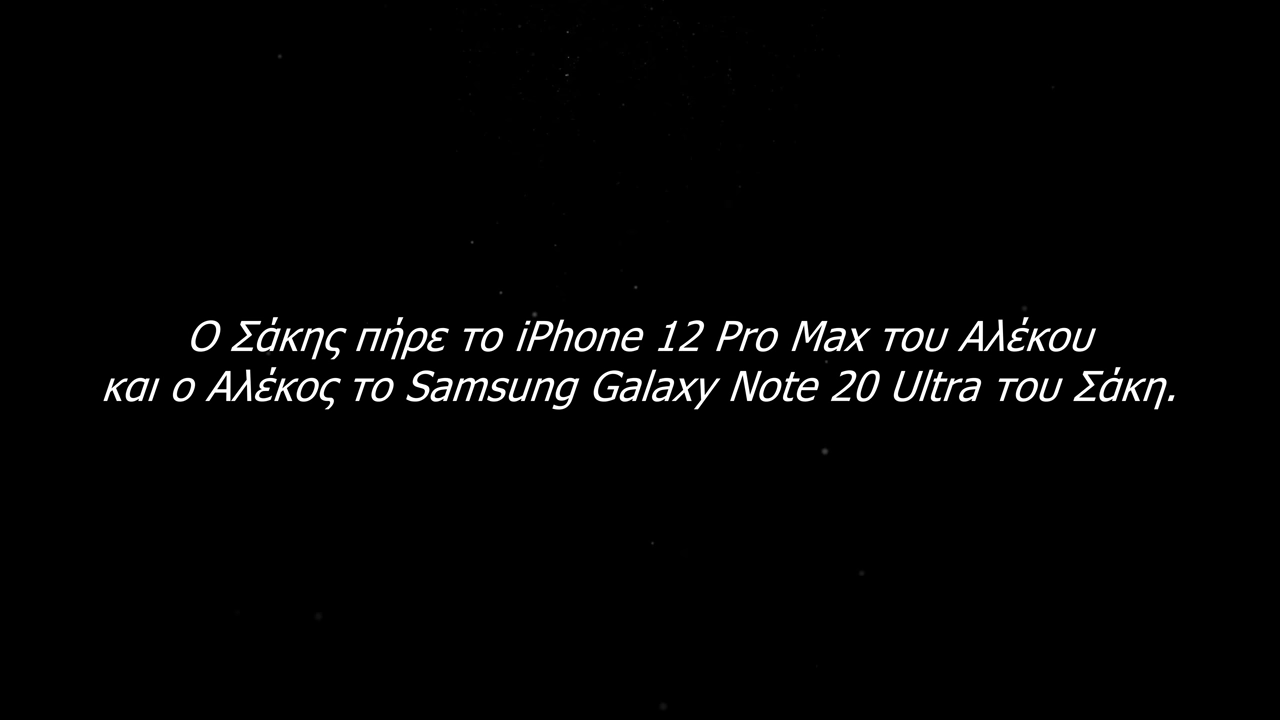 Ο Σάκης πήρε το iPhone 12 Pro Max του Αλέκου
και ο Αλέκος το Samsung Galaxy Note 20 Ultra του Σάκη.